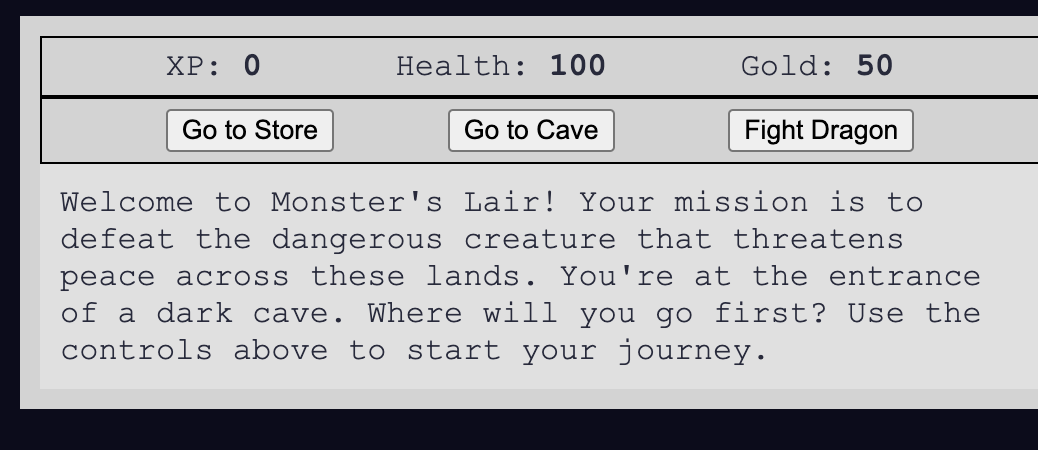 XP: 0 Health: 100 Gold: 50
Go to Store Go to Cave Fight Dragon
Welcome to Monster's Lair! Your mission is to
defeat the dangerous creature that threatens
peace across these lands. You're at the entrance
of a dark cave. Where will you go first? Use the
controls above to start your journey.